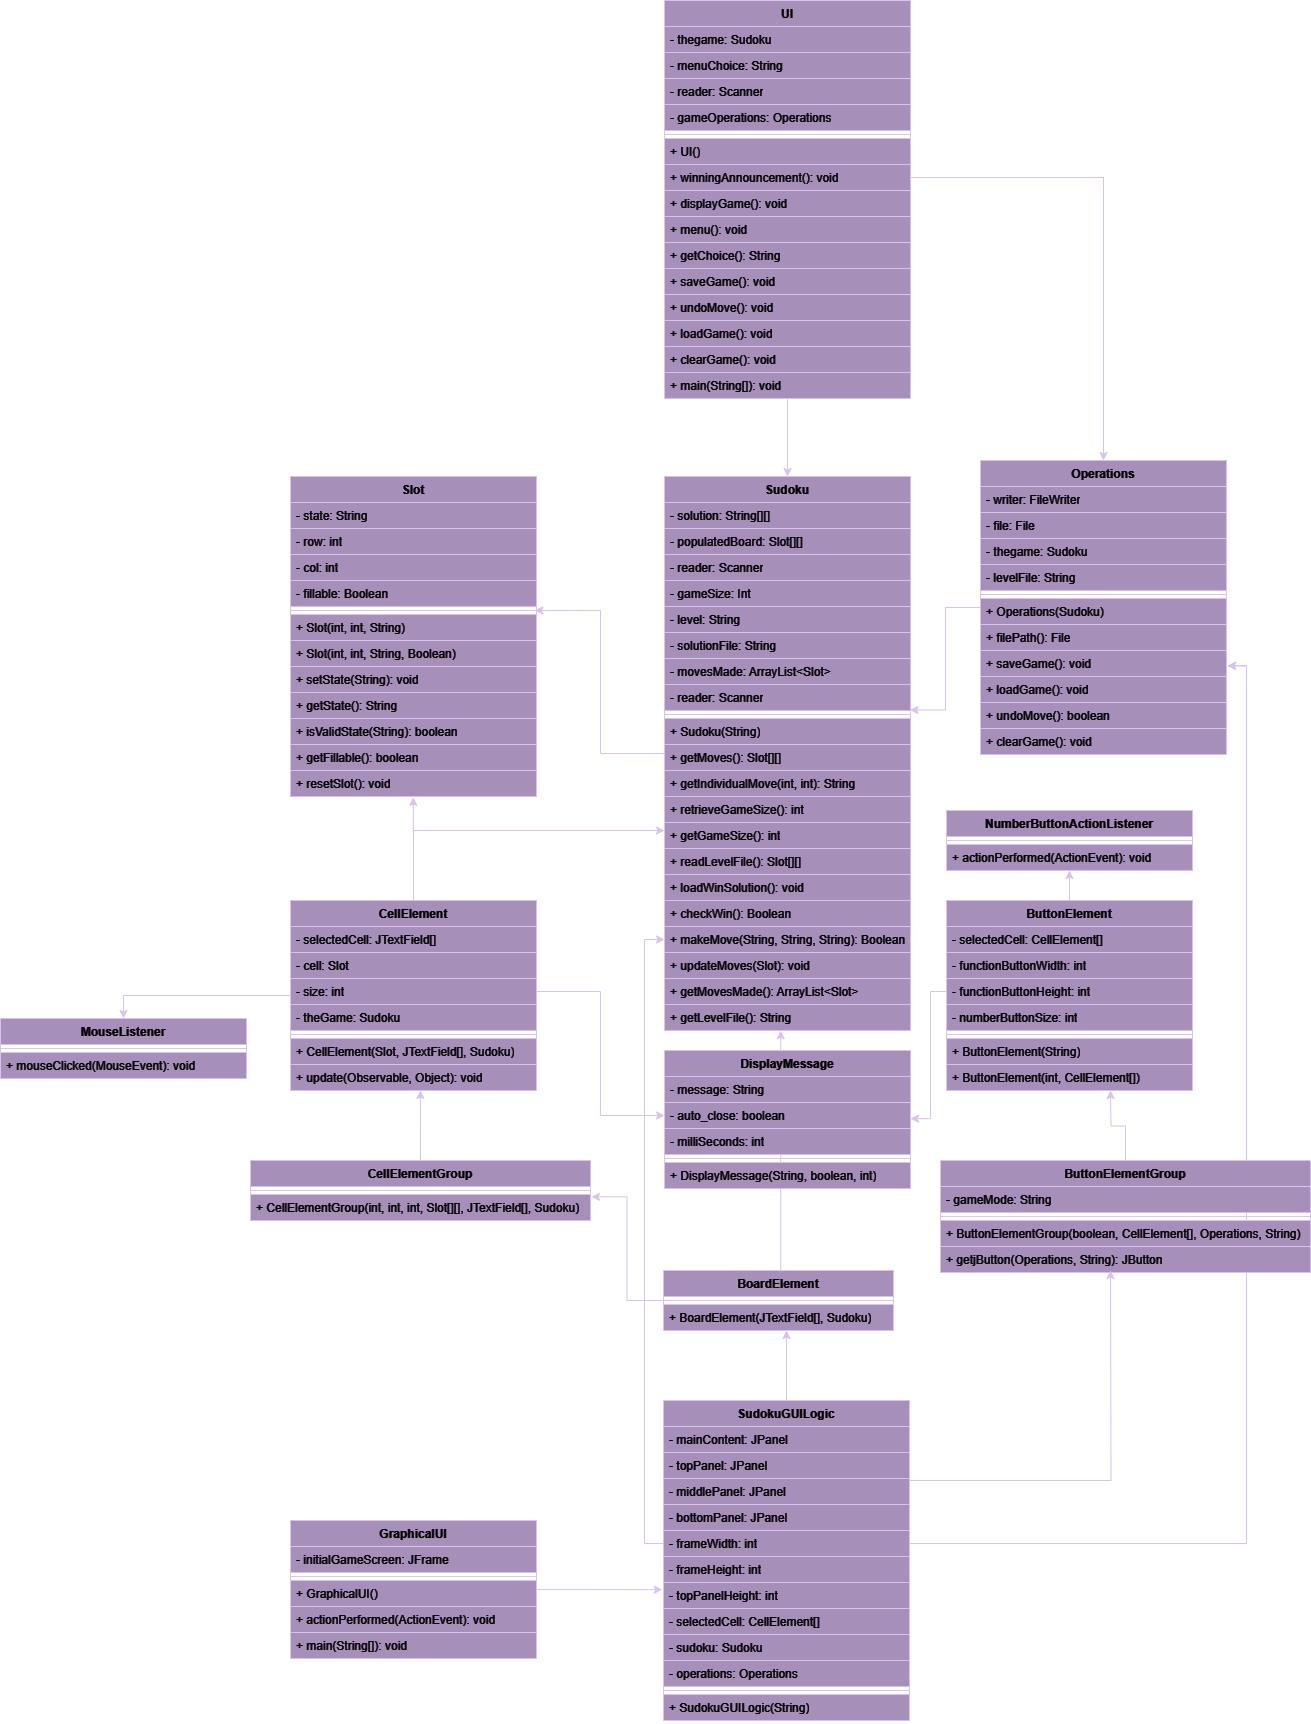 UI
- thegame: Sudoku
- menuChoice: String
- reader: Scanner
- gameOperations: Operations
+ UI()
+ winningAnnouncement(): void
+ displayGame(): void
+ menu(): void
+ getChoice(): String
+ saveGame(): void
+ undoMove(): void
+ loadGame(): void
+ clearGame(): void
+ main(String[]): void
Slot
- state: String
- row: int
- col: int
- fillable: Boolean
+ Slot(int, int, String)
+ Slot(int, int, String, Boolean)
+ setState(String): void
+ getState(): String
+ isValidState(String): boolean
+ getFillable(): boolean
+ resetSlot(): void
Sudoku
- solution: String[][]
- populatedBoard: Slot[][]
- reader: Scanner
- gameSize: Int
- level: String
- solutionFile: String
- movesMade: ArrayList<Slot>
- reader: Scanner
+ Sudoku(String)
+ getMoves(): Slot[][]
+ getIndividualMove(int, int): String
+ retrieveGameSize(): int
+ getGameSize(): int
+ readLevelFile(): Slot[][]
+ loadWinSolution(): void
+ checkWin(): Boolean
+ makeMove(String, String, String): Boolean
+ updateMoves(Slot): void
+ getMovesMade(): ArrayList<Slot>
+ getLevelFile(): String
Operations
- writer: FileWriter
- file: File
- thegame: Sudoku
- levelFile: String
+ Operations(Sudoku)
+ filePath(): File
+ saveGame(): void
+ loadGame(): void
+ undoMove(): boolean
+ clearGame(): void
NumberButtonActionListener
+ actionPerformed(ActionEvent): void
CellElement
- selectedCell: JTextField[]
- cell: Slot
- size: int
- theGame: Sudoku
+ CellElement(Slot, JTextField[], Sudoku)
+ update(Observable, Object): void
ButtonElement
- selectedCell: CellElement[]
- functionButtonWidth: int
- functionButtonHeight: int
- numberButtonSize: int
+ ButtonElement(String)
+ ButtonElement(int, CellElement[])
MouseListener
+ mouseClicked(MouseEvent): void
DisplayMessage
- message: String
- auto_close: boolean
- milliSeconds: int
+ DisplayMessage(String, boolean, int)
CellElementGroup
+ CellElementGroup(int, int, int, Slot[][], JTextField[], Sudoku)
ButtonElementGroup
- gameMode: String
+ ButtonElementGroup(boolean, CellElement[], Operations, String)
+ getjButton(Operations, String): JButton
BoardElement
+ BoardElement(JTextField[], Sudoku)
SudokuGUILogic
- mainContent: JPanel
- topPanel: JPanel
- middlePanel: JPanel
- bottomPanel: JPanel
- frameWidth: int
- frameHeight: int
- topPanelHeight: int
- selectedCell: CellElement[]
- sudoku: Sudoku
- operations: Operations
+ SudokuGUILogic(String)
GraphicalUI
- initialGameScreen: JFrame
+ GraphicalUI()
+ actionPerformed(ActionEvent): void
+ main(String[]): void